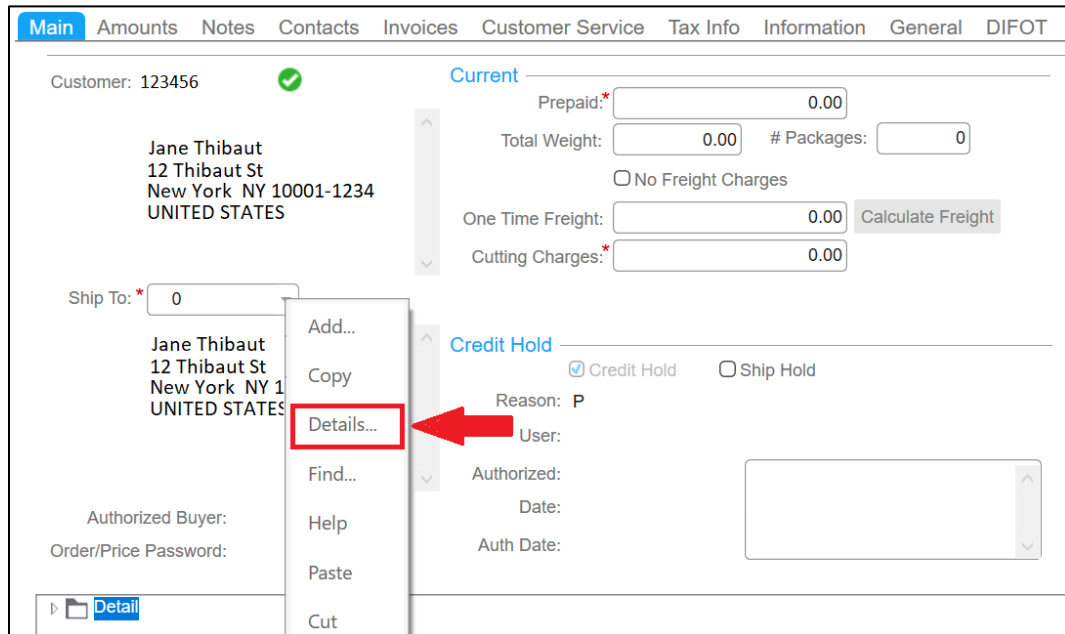 Main Amounts Notes Contacts Invoices Customer Service Tax Info Information General DIFOT
Customer: 123456
Jane Thibaut
12 Thibaut St
New York NY 10001-1234
UNITED STATES
Current
Prepaid:* 0.00
Total Weight: 0.00 # Packages: 0
No Freight Charges
One Time Freight: 0.00 Calculate Freight
Cutting Charges:* 0.00
Ship To: * 0
Jane Thibaut
12 Thibaut St
New York NY 1
UNITED STATES
Add...
Copy
Details...
Find...
Help
Paste
Cut
Credit Hold
Credit Hold Ship Hold
Reason: P
User:
Authorized:
Date:
Auth Date:
Authorized Buyer:
Order/Price Password:
Detail